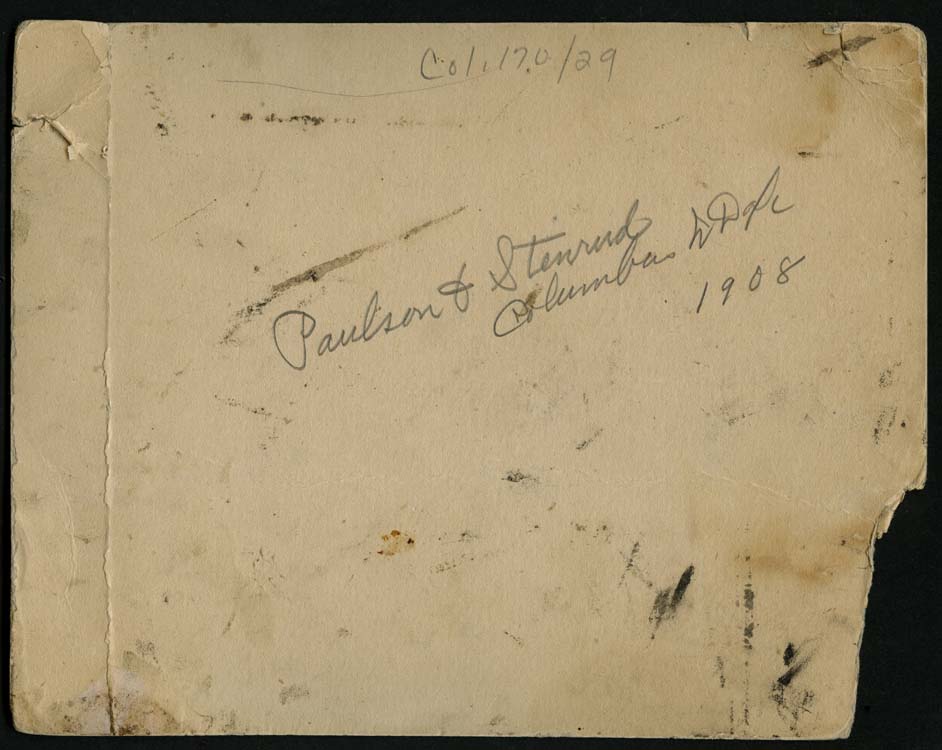 Col. 170/29
Paulson & Stenrud
Columbus N Dak
1908